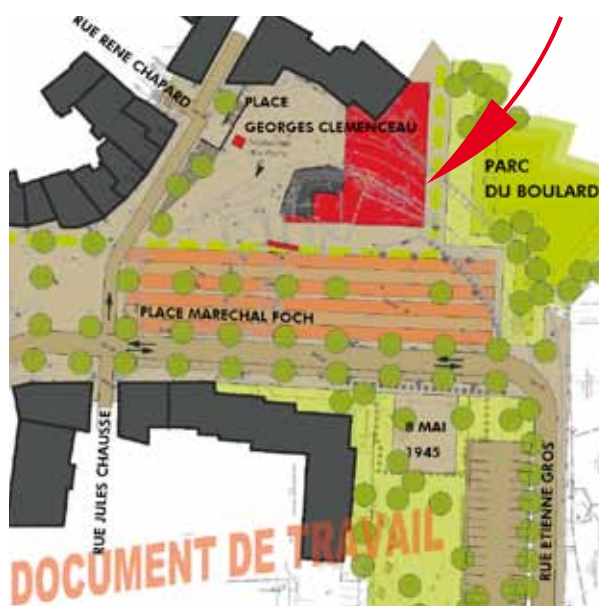 RUE RENE CHAPARD
PLACE
GEORGES CLEMENCEAU
PARC
DU BOULARD
PLACE MARECHAL FOCH
8 MAI
1945
RUE JULES CHAUSSE
RUE ETIENNE GROS
DOCUMENT DE TRAVAIL